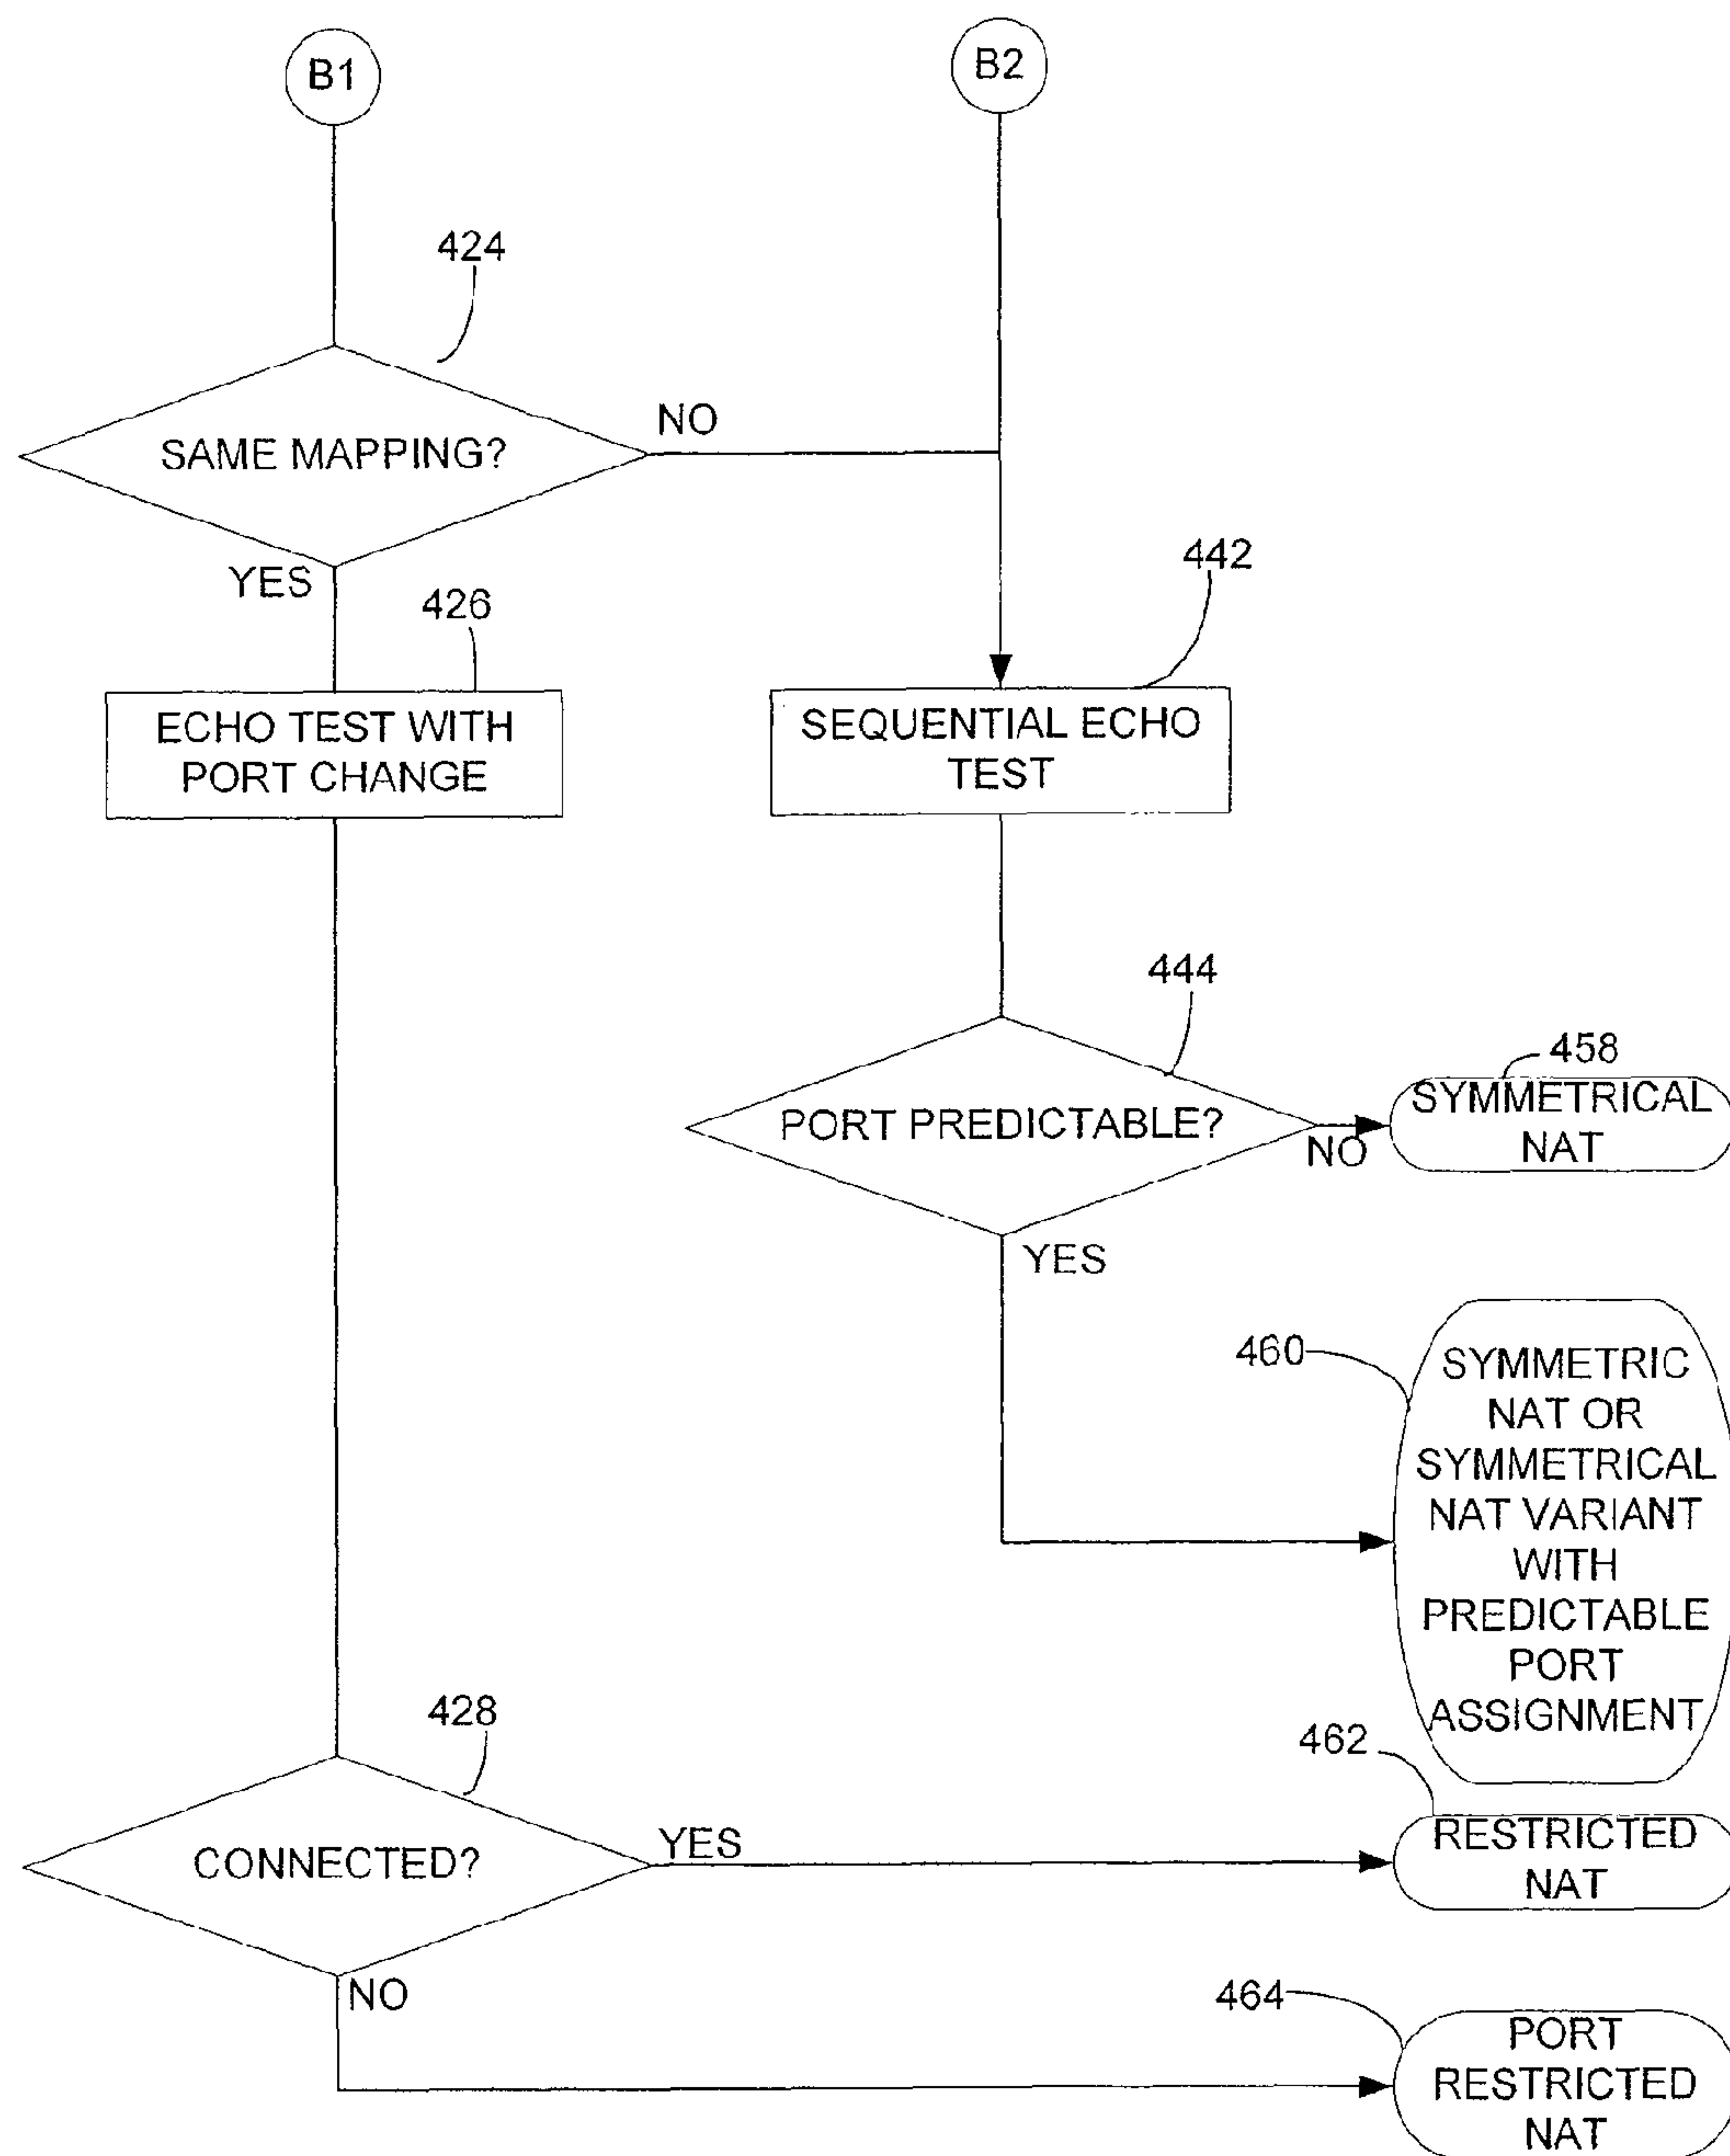 B1
B2
424
SAME MAPPING?
NO
YES
426
442
ECHO TEST WITH
PORT CHANGE
SEQUENTIAL ECHO
TEST
444
PORT PREDICTABLE?
NO
458
SYMMETRICAL
NAT
YES
460
SYMMETRIC
NAT OR
SYMMETRICAL
NAT VARIANT
WITH
PREDICTABLE
PORT
ASSIGNMENT
428
CONNECTED?
YES
462
RESTRICTED
NAT
NO
464
PORT
RESTRICTED
NAT